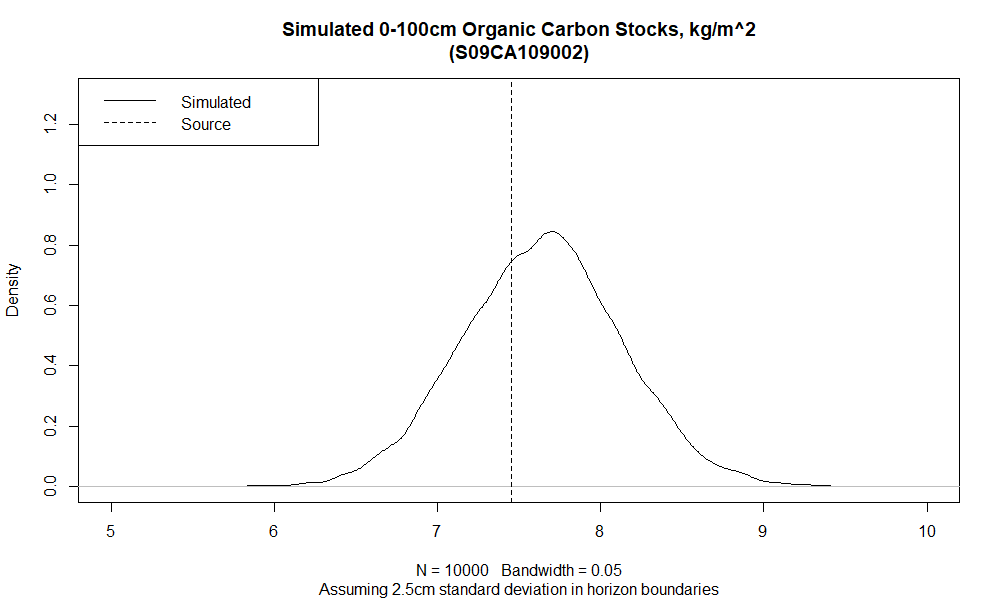 Simulated 0-100cm Organic Carbon Stocks, kg/m^2
(S09CA109002)
Simulated
Source
Density
1.2
1.0
0.8
0.6
0.4
0.2
0.0
5 6 7 8 9 10
N = 10000 Bandwidth = 0.05
Assuming 2.5cm standard deviation in horizon boundaries